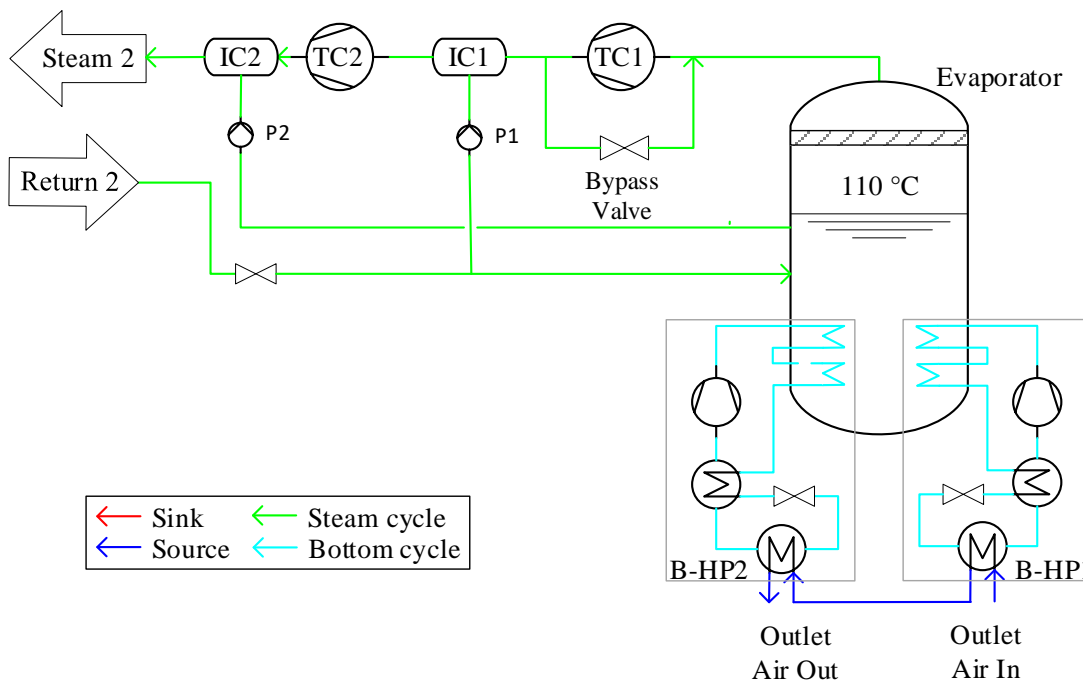 Steam 2
IC2
TC2
IC1
TC1
Evaporator
P2
P1
Return 2
Bypass
Valve
110 °C
Sink
Steam cycle
Source
Bottom cycle
B-HP2
Outlet
Air Out
Outlet
Air In